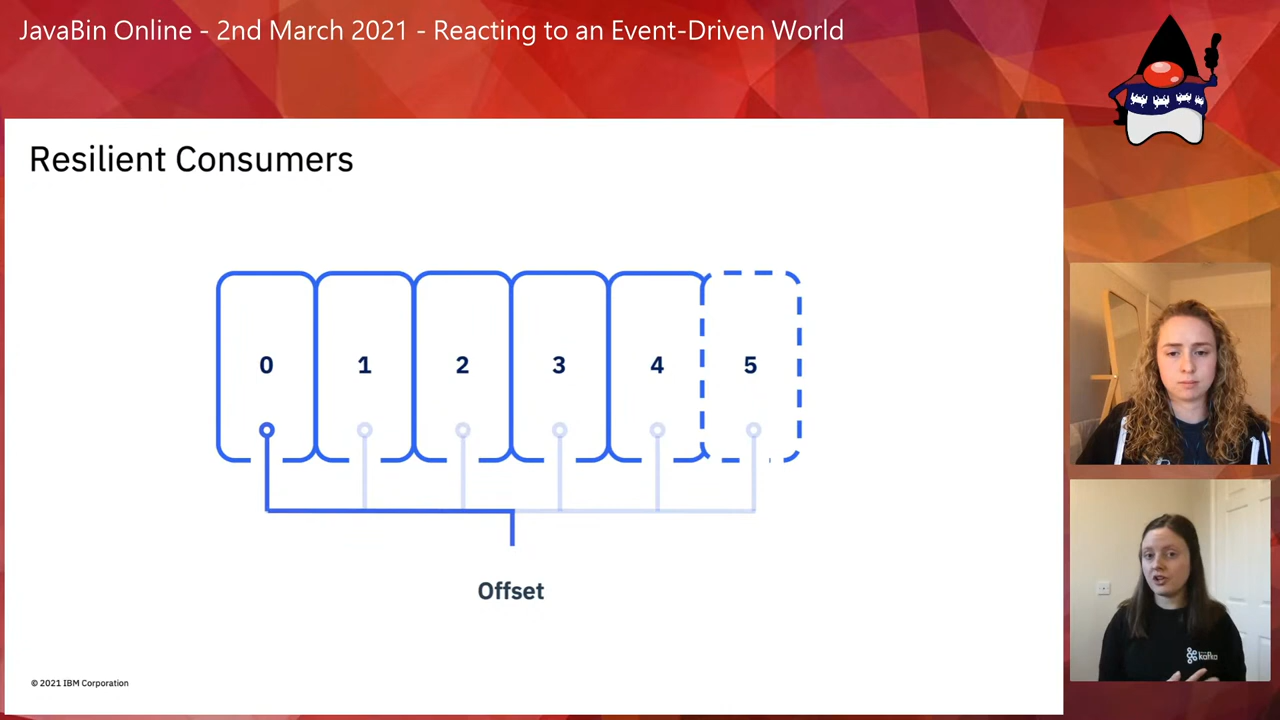 JavaBin Online - 2nd March 2021 - Reacting to an Event-Driven World
Resilient Consumers
0 1 2 3 4 5
Offset
© 2021 IBM Corporation
kafka